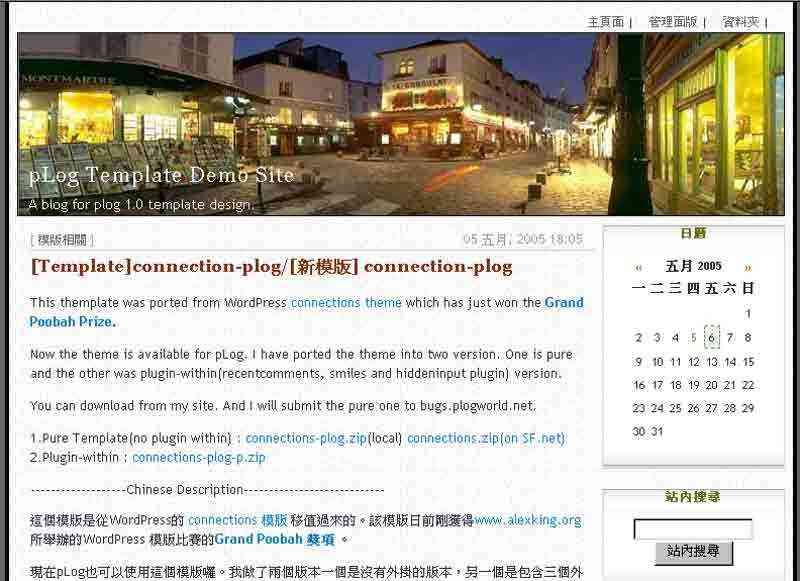 主頁面 | 管理面版 | 資料夾 |
MONTMARTRE
LE CONSULAT
pLog Template Demo Site
A blog for plog 1.0 template design.
[ 模版相關 ] 05 五月, 2005 18:05
[Template]connection-plog/[新模版] connection-plog
This themplate was ported from WordPress connections theme which has just won the Grand
Poobah Prize.
Now the theme is available for pLog. I have ported the theme into two version. One is pure
and the other was plugin-within(recentcomments, smiles and hiddeninput plugin) version.
You can download from my site. And I will submit the pure one to bugs.plogworld.net.
1.Pure Template(no plugin within) : connections-plog.zip(local) connections.zip(on SF.net)
2.Plugin-within : connections-plog-p.zip
-------------------Chinese Description----------------------------
這個模版是從WordPress的 connections 模版 移值過來的。該模版日前剛獲得www.alexking.org
所舉辦的WordPress 模版比賽的Grand Poobah 獎項 。
現在pLog也可以使用這個模版囉。我做了兩個版本一個是沒有外掛的版本，另一個是包含三個外
日曆
« 五月 2005 »
一 二 三 四 五 六 日
1
2 3 4 5 6 7 8
9 10 11 12 13 14 15
16 17 18 19 20 21 22
23 24 25 26 27 28 29
30 31
站內搜尋
站內搜尋